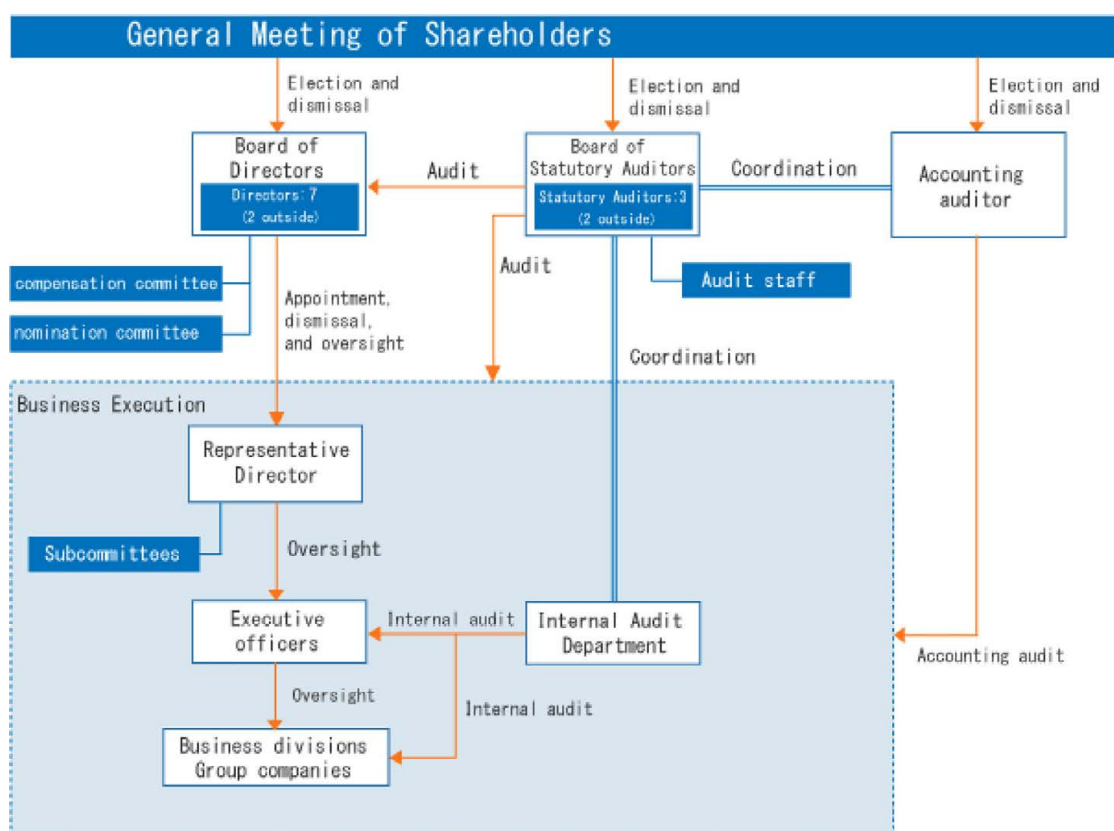 General Meeting of Shareholders
Election and
dismissal
Election and
dismissal
Election and
dismissal
Board of
Directors
Directors:7
(2 outside)
Audit
Board of
Statutory Auditors
Statutory Auditors:3
(2 outside)
Coordination
Accounting
auditor
compensation committee
nomination committee
Appointment,
dismissal,
and oversight
Audit
Audit staff
Coordination
Business Execution
Representative
Director
Subcommittees
Oversight
Executive
officers
Internal audit
Internal Audit
Department
Accounting audit
Oversight
Internal audit
Business divisions
Group companies